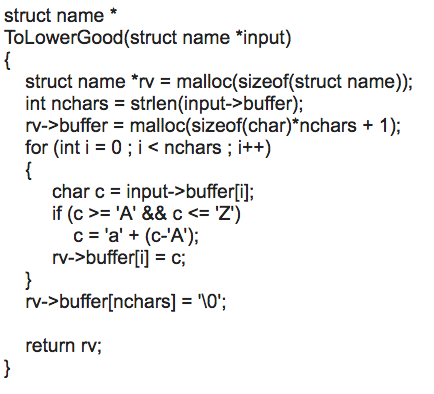 struct name *
ToLowerGood(struct name *input)
{
struct name *rv = malloc(sizeof(struct name));
int nchars = strlen(input->buffer);
rv->buffer = malloc(sizeof(char)*nchars + 1);
for (int i = 0 ; i < nchars ; i++)
{
char c = input->buffer[i];
if (c >= 'A' && c <= 'Z')
c = 'a' + (c-'A');
rv->buffer[i] = c;
}
rv->buffer[nchars] = '\0';
return rv;
}